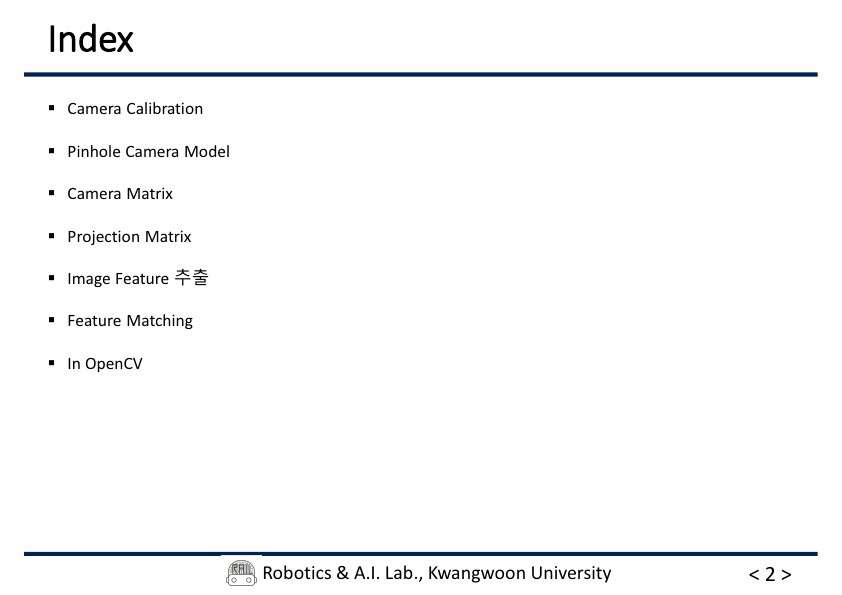 Index
▪ Camera Calibration
▪ Pinhole Camera Model
▪ Camera Matrix
▪ Projection Matrix
▪ Image Feature 추출
▪ Feature Matching
▪ In OpenCV
RAIL Robotics & A.I. Lab., Kwangwoon University
< 2 >